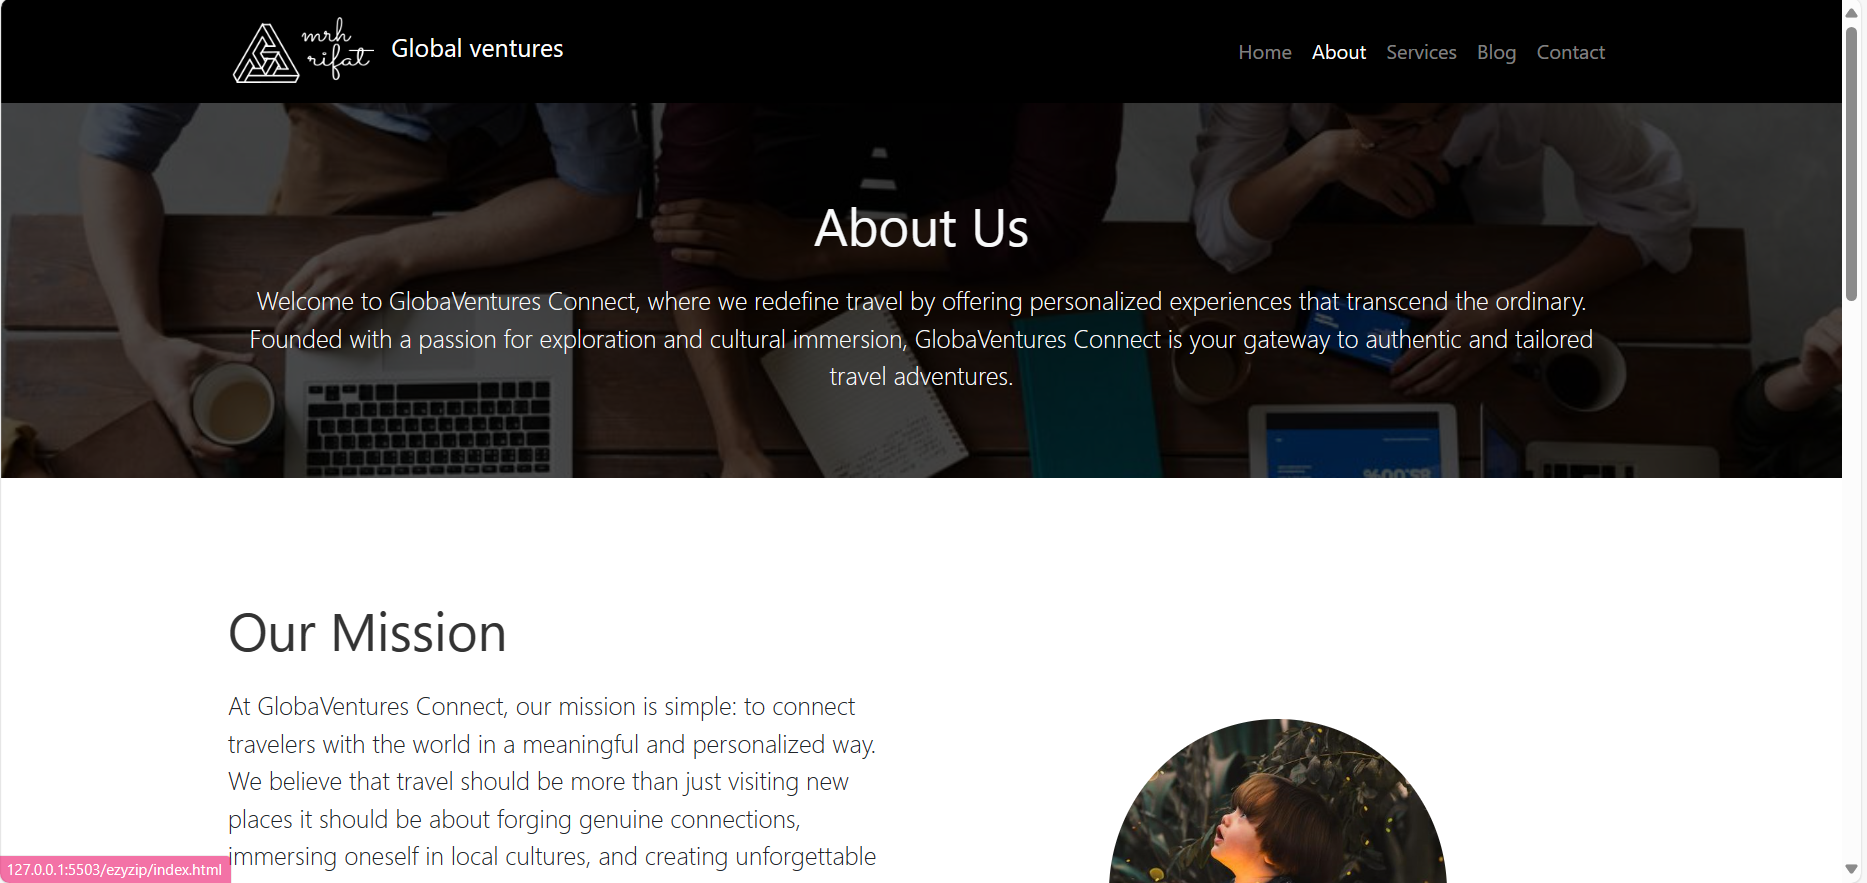 mrh
rifat
Global ventures
Home About Services Blog Contact
About Us
Welcome to GlobaVentures Connect, where we redefine travel by offering personalized experiences that transcend the ordinary.
Founded with a passion for exploration and cultural immersion, GlobaVentures Connect is your gateway to authentic and tailored
travel adventures.
Our Mission
At GlobaVentures Connect, our mission is simple: to connect
travelers with the world in a meaningful and personalized way.
We believe that travel should be more than just visiting new
places it should be about forging genuine connections,
immersing oneself in local cultures, and creating unforgettable
127.0.0.1:5503/ezyzip/index.html